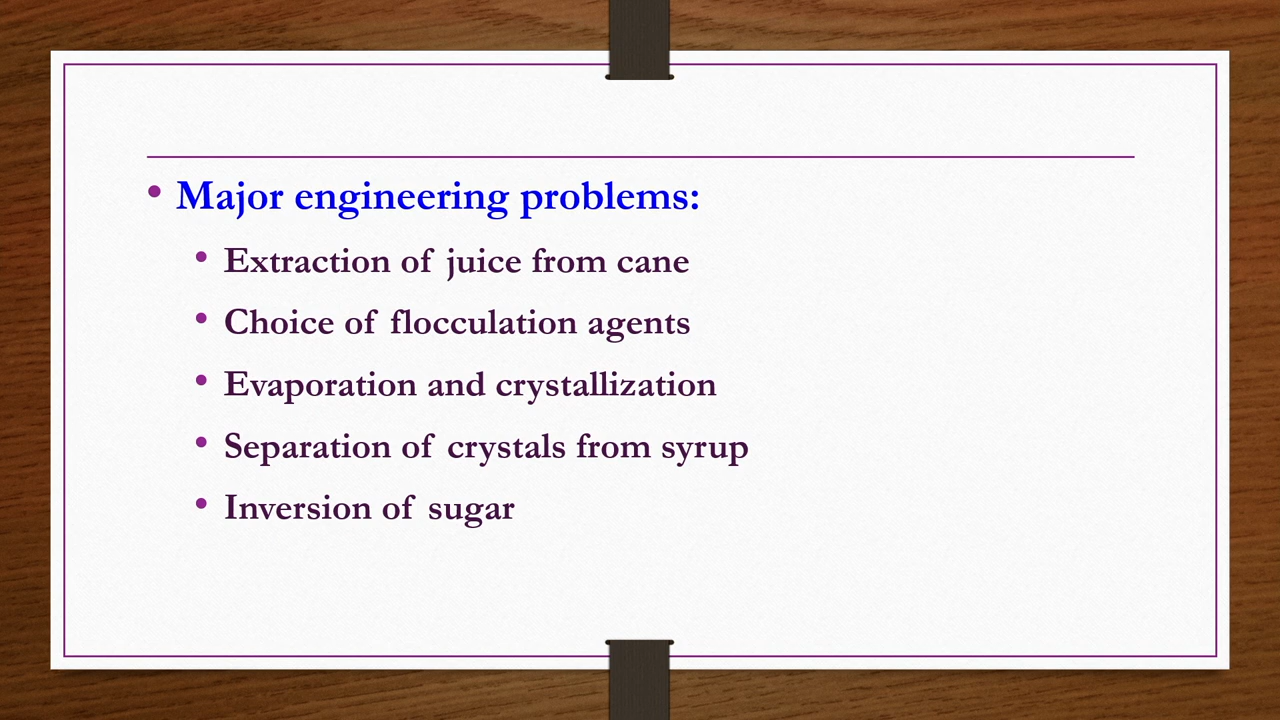 • Major engineering problems:
• Extraction of juice from cane
• Choice of flocculation agents
• Evaporation and crystallization
• Separation of crystals from syrup
• Inversion of sugar